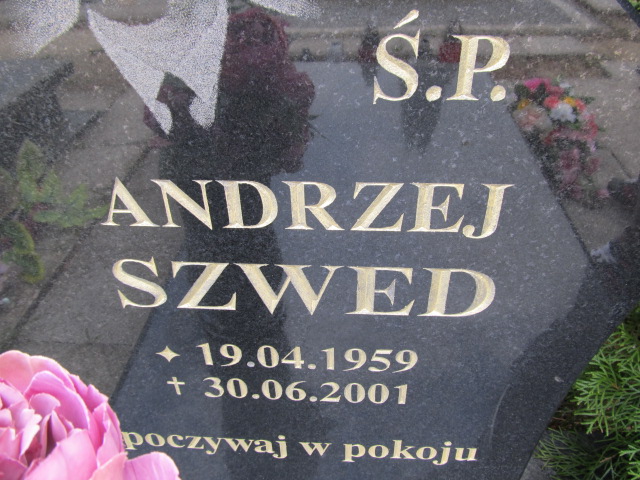 Ś.P.
ANDRZEJ
SZWED
✦ 19.04.1959
✝ 30.06.2001
poczywaj w pokoju